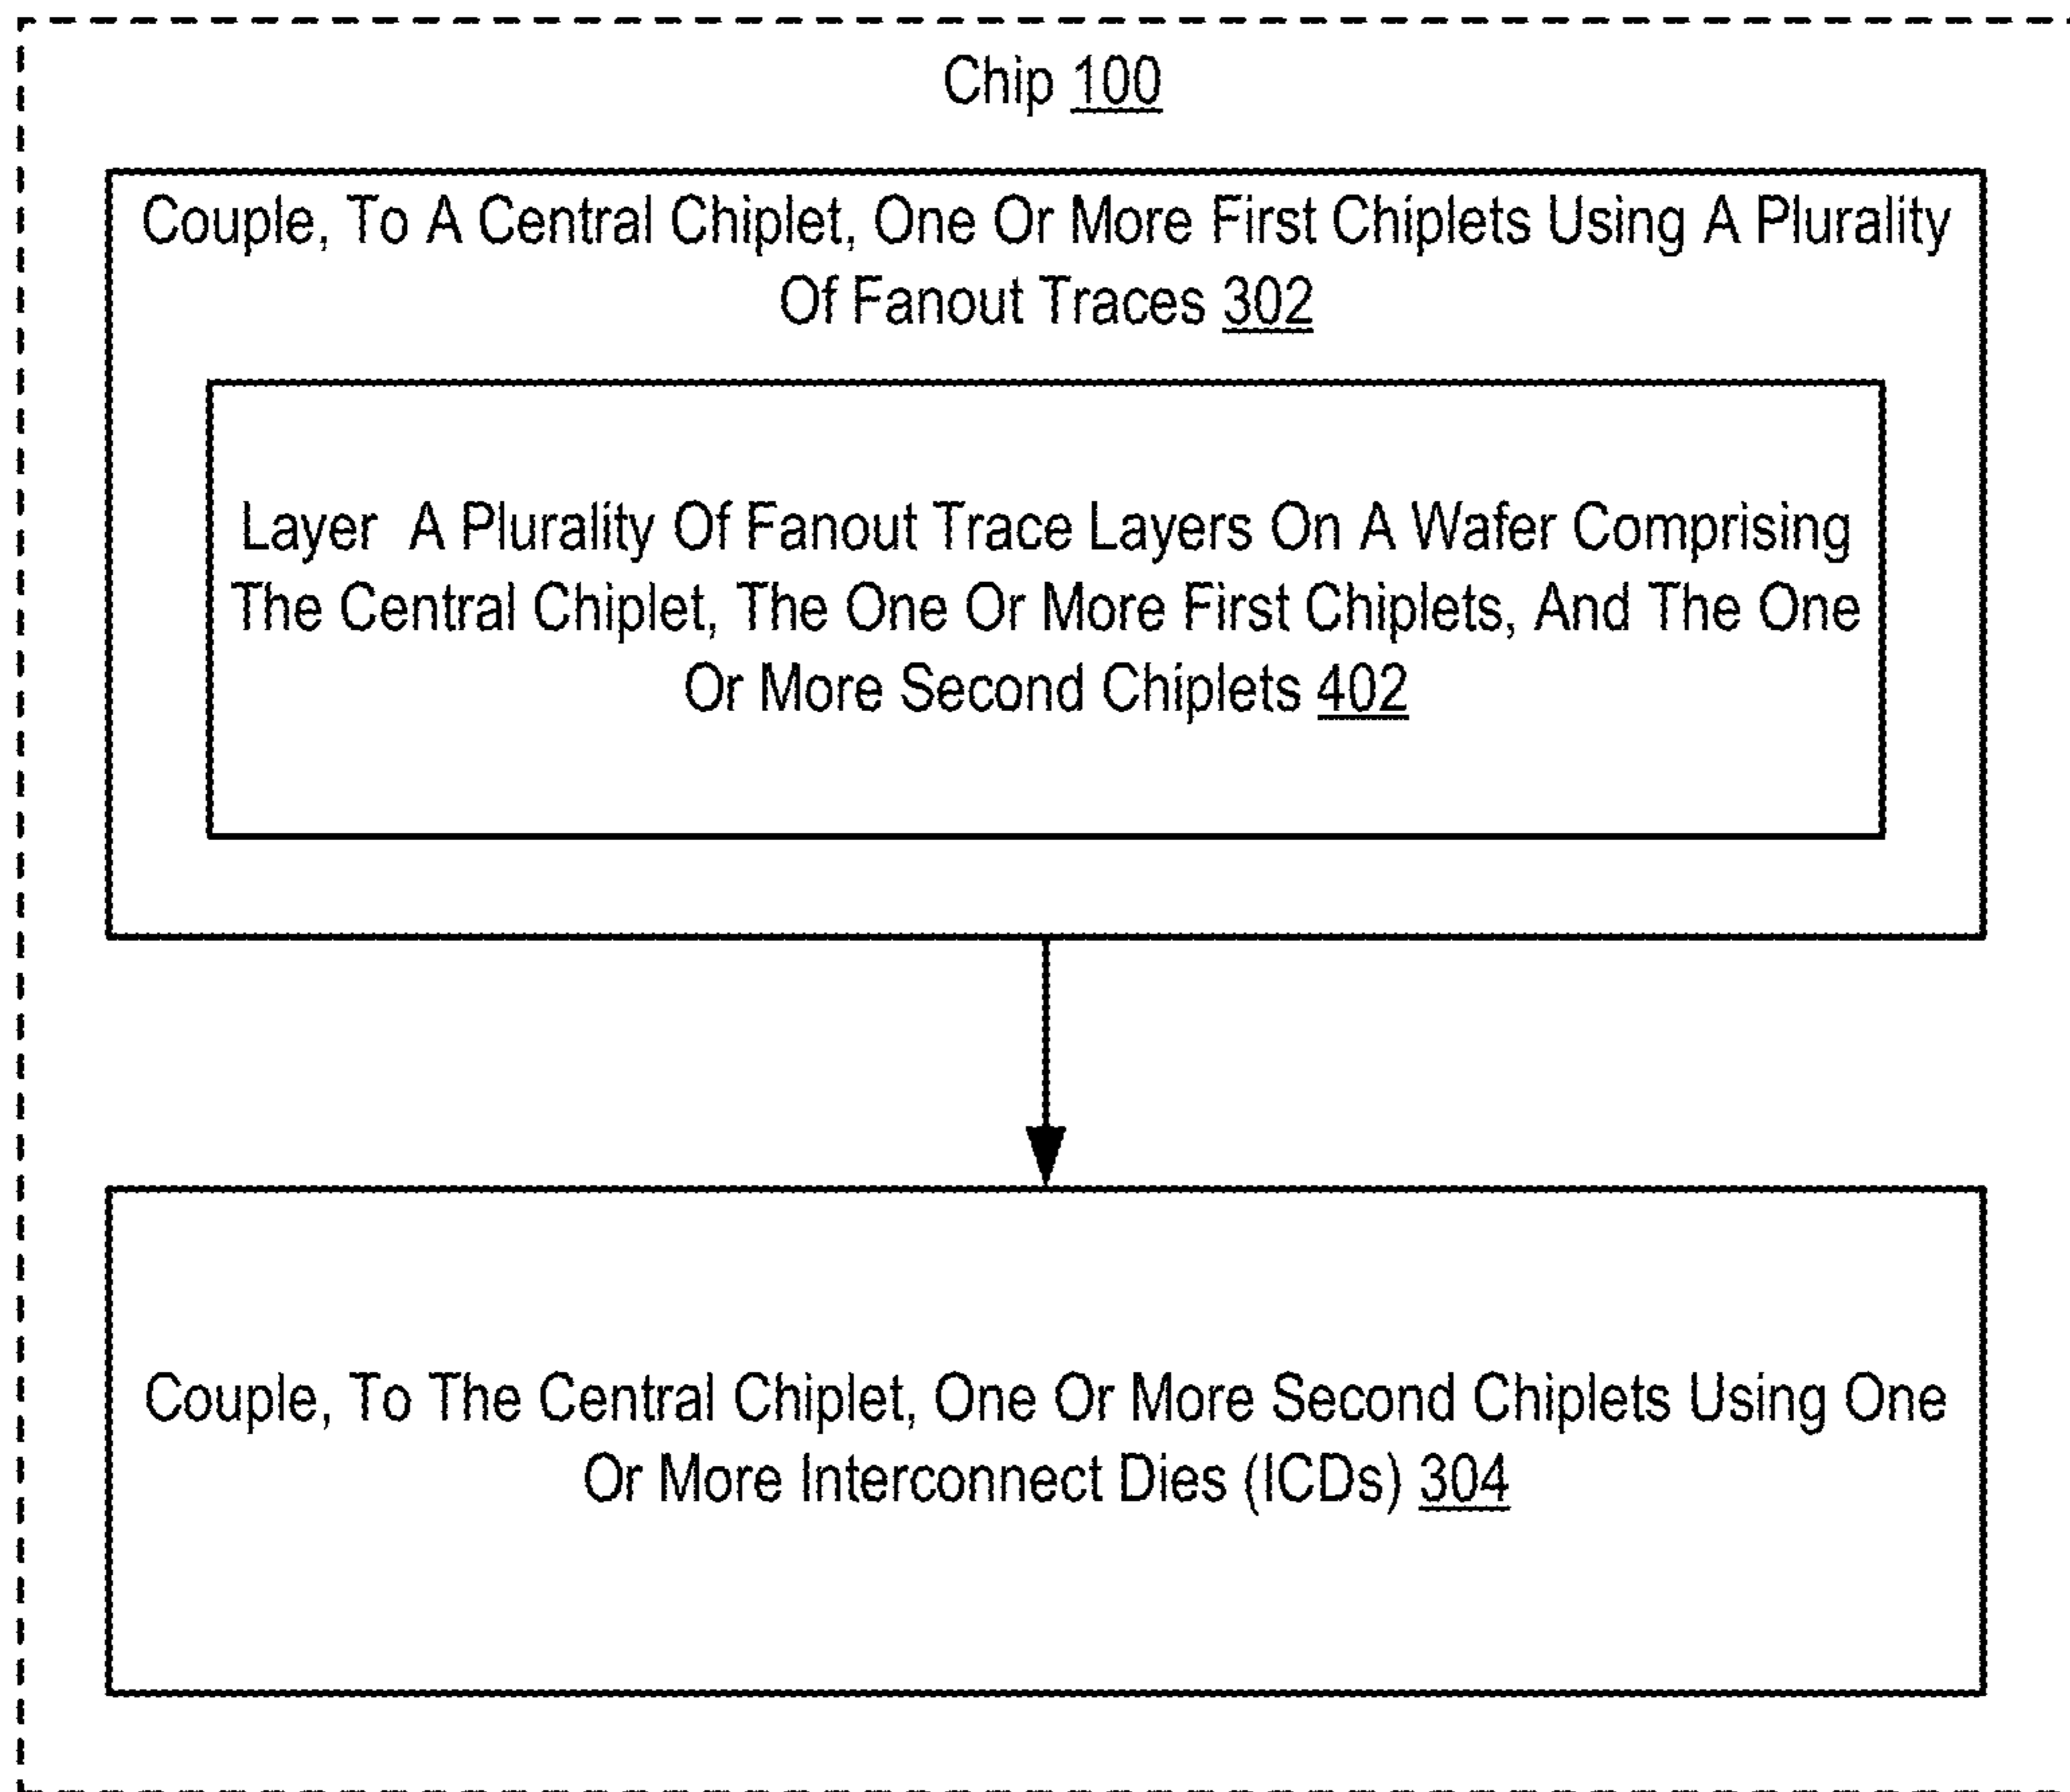 Chip 100
Couple, To A Central Chiplet, One Or More First Chiplets Using A Plurality
Of Fanout Traces 302
Layer A Plurality Of Fanout Trace Layers On A Wafer Comprising
The Central Chiplet, The One Or More First Chiplets, And The One
Or More Second Chiplets 402
Couple, To The Central Chiplet, One Or More Second Chiplets Using One
Or More Interconnect Dies (ICDs) 304